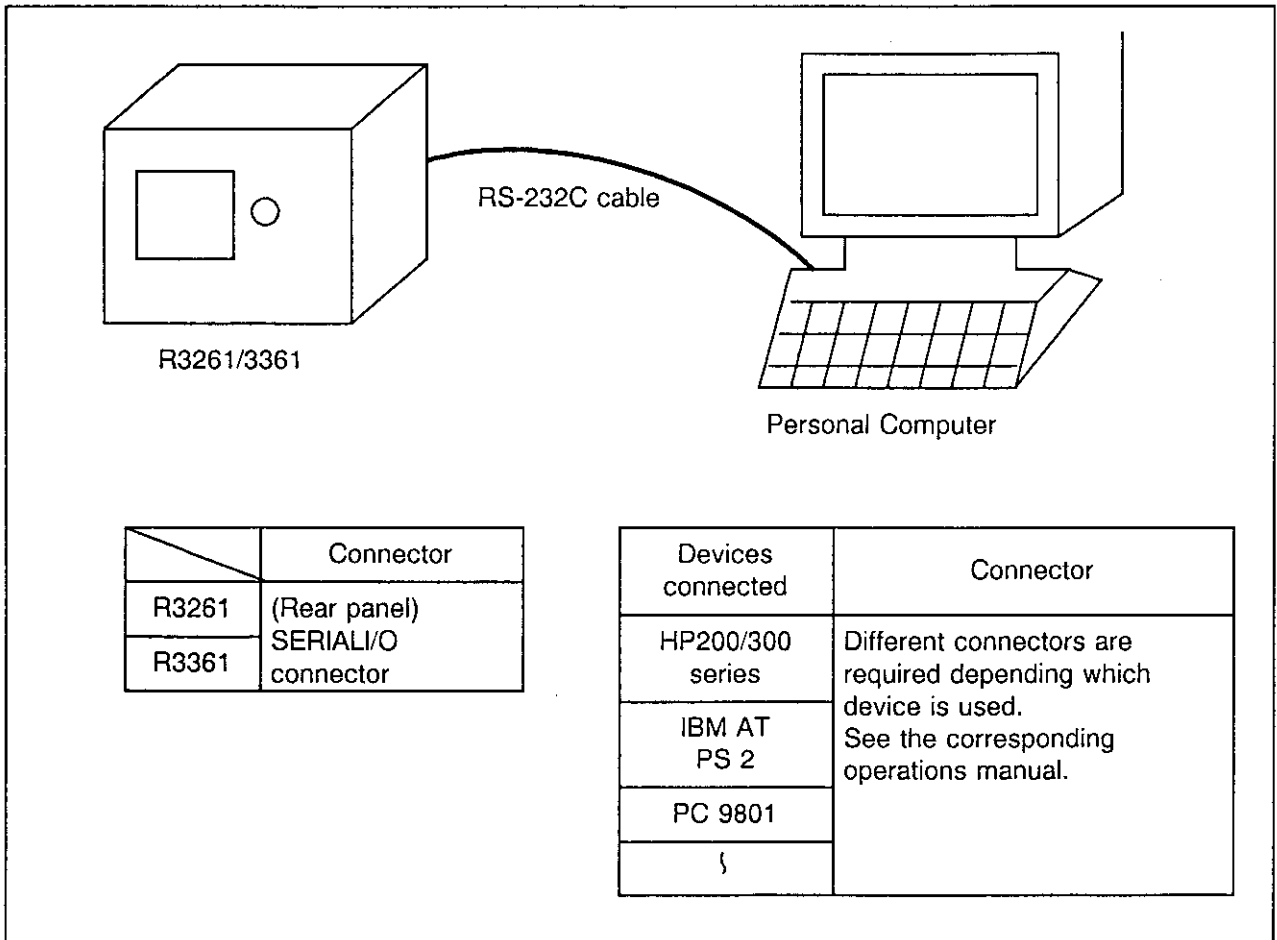 RS-232C cable
R3261/3361
Personal Computer
Connector
R3261
R3361
(Rear panel)
SERIALI/O
connector
Devices
connected
Connector
HP200/300
series
IBM AT
PS 2
PC 9801
Different connectors are
required depending which
device is used.
See the corresponding
operations manual.